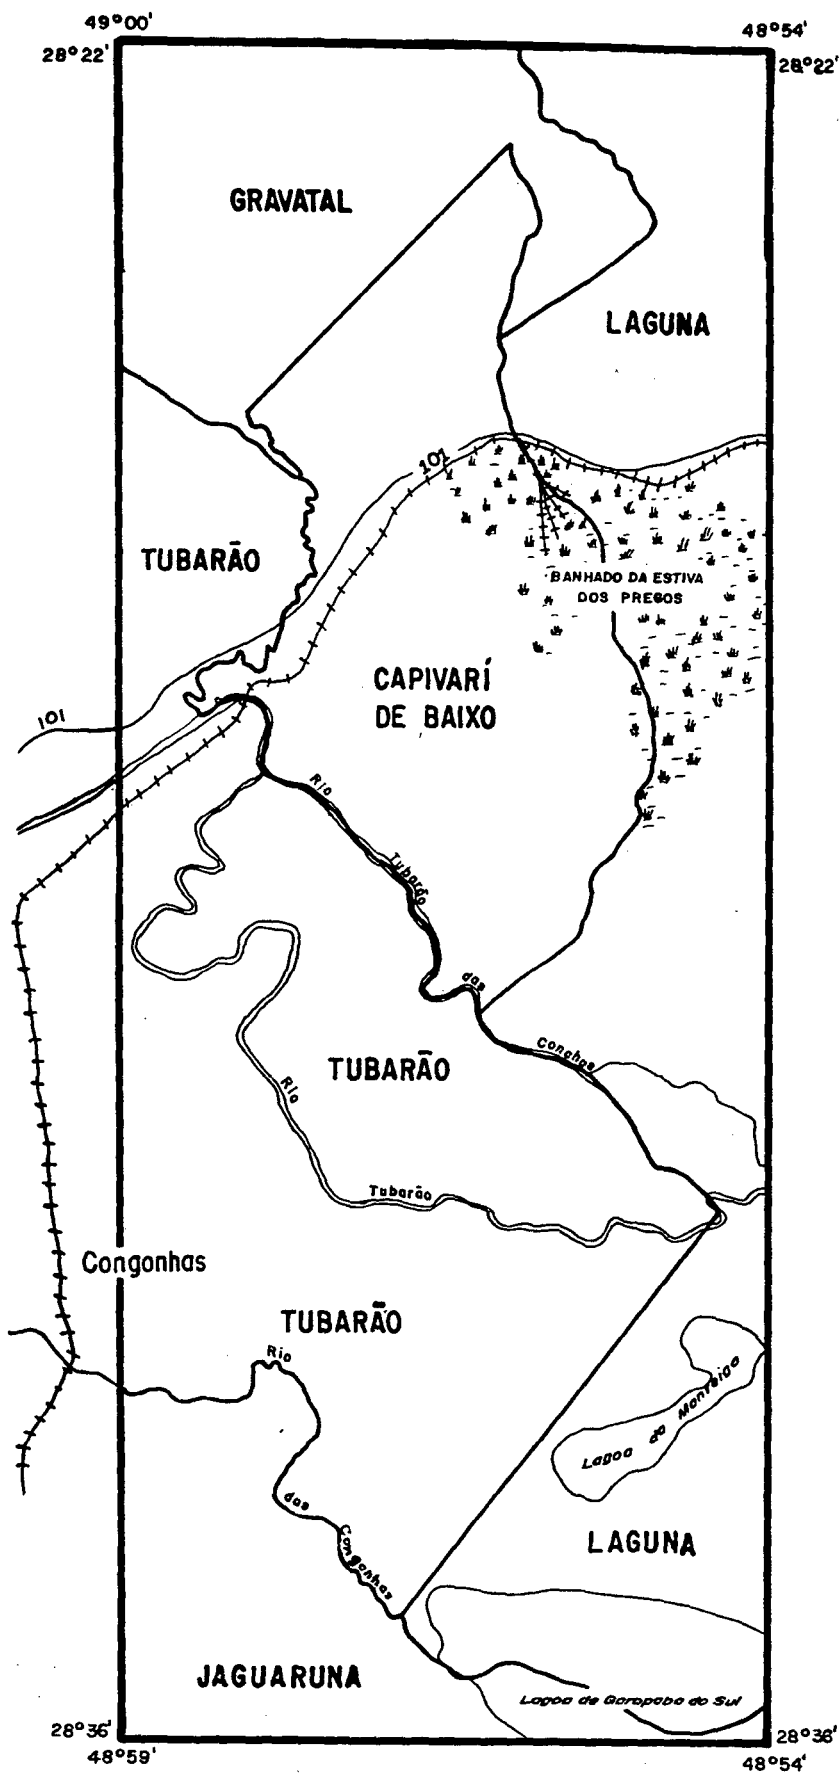 49°00'
48°54'
28°22'
28°22'
GRAVATAL
LAGUNA
101
TUBARÃO
BANHADO DA ESTIVA
DOS PREGOS
CAPIVARÍ
DE BAIXO
101
Rio
Tubarão
das
Conchas
TUBARÃO
Rio
Tubarão
Congonhas
TUBARÃO
Rio
Lagoa da Manteiga
das
Congonhas
LAGUNA
JAGUARUNA
Lagoa de Garopaba do Sul
28°36'
28°36'
48°59'
48°54'